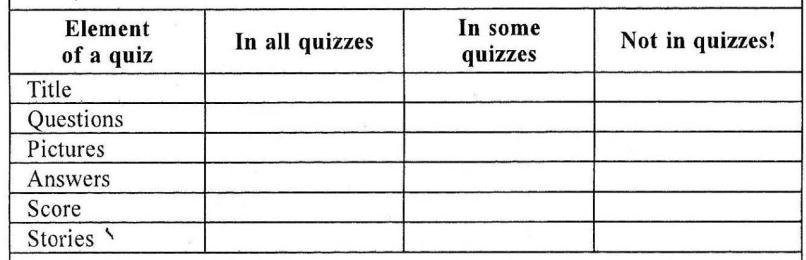 Element of a quiz | In all quizzes | In some quizzes | Not in quizzes!
Title
Questions
Pictures
Answers
Score
Stories